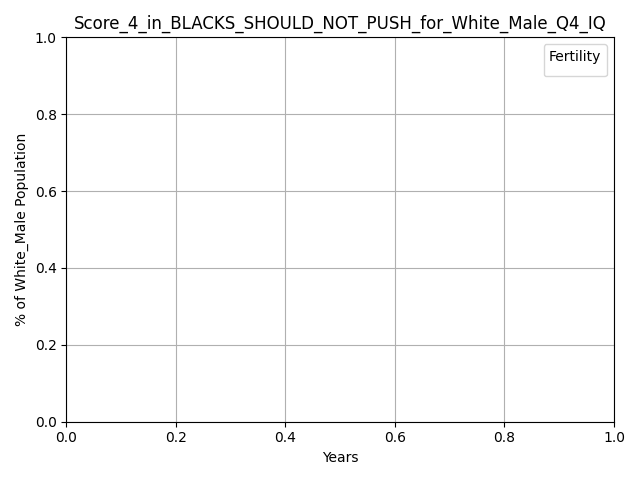 Score_4_in_BLACKS_SHOULD_NOT_PUSH_for_White_Male_Q4_IQ
Fertility
% of White_Male Population
1.0
0.8
0.6
0.4
0.2
0.0
0.0 0.2 0.4 0.6 0.8 1.0
Years